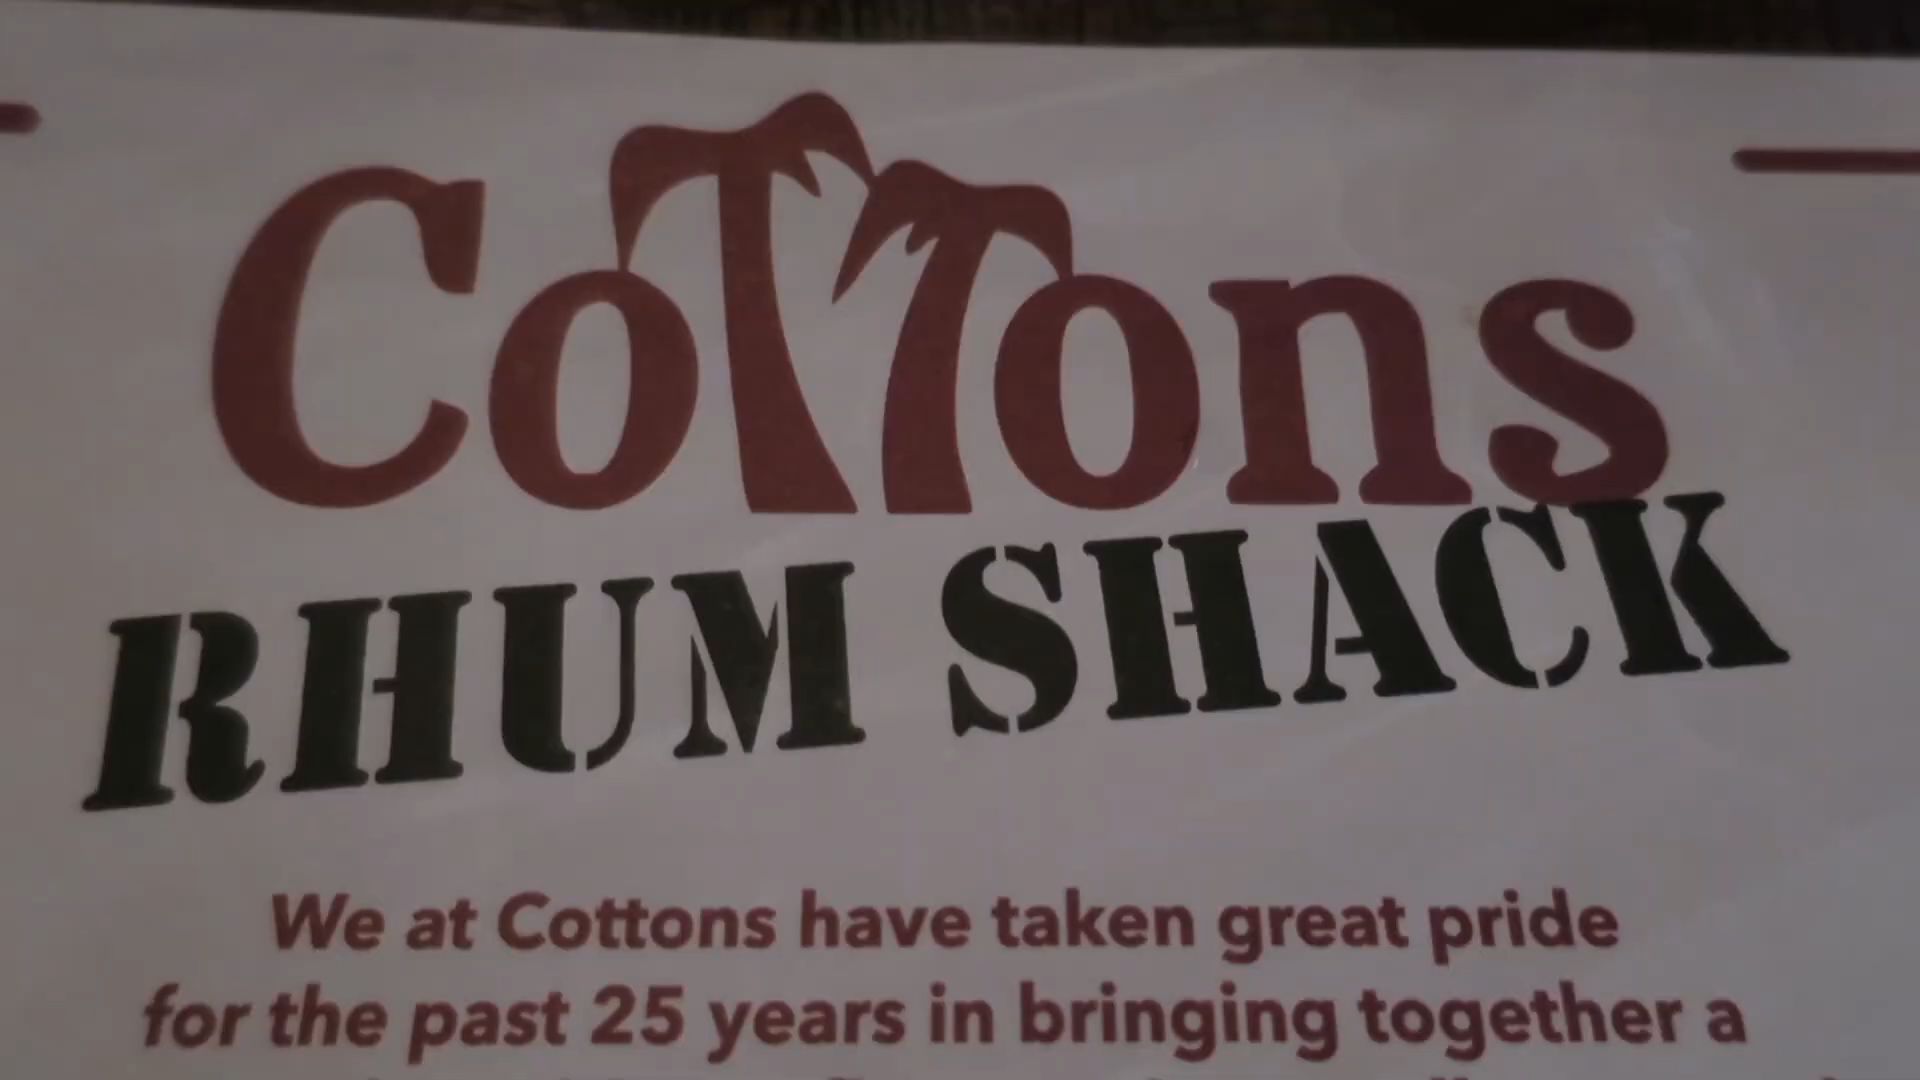 Cottons
RHUM SHACK
We at Cottons have taken great pride
for the past 25 years in bringing together a